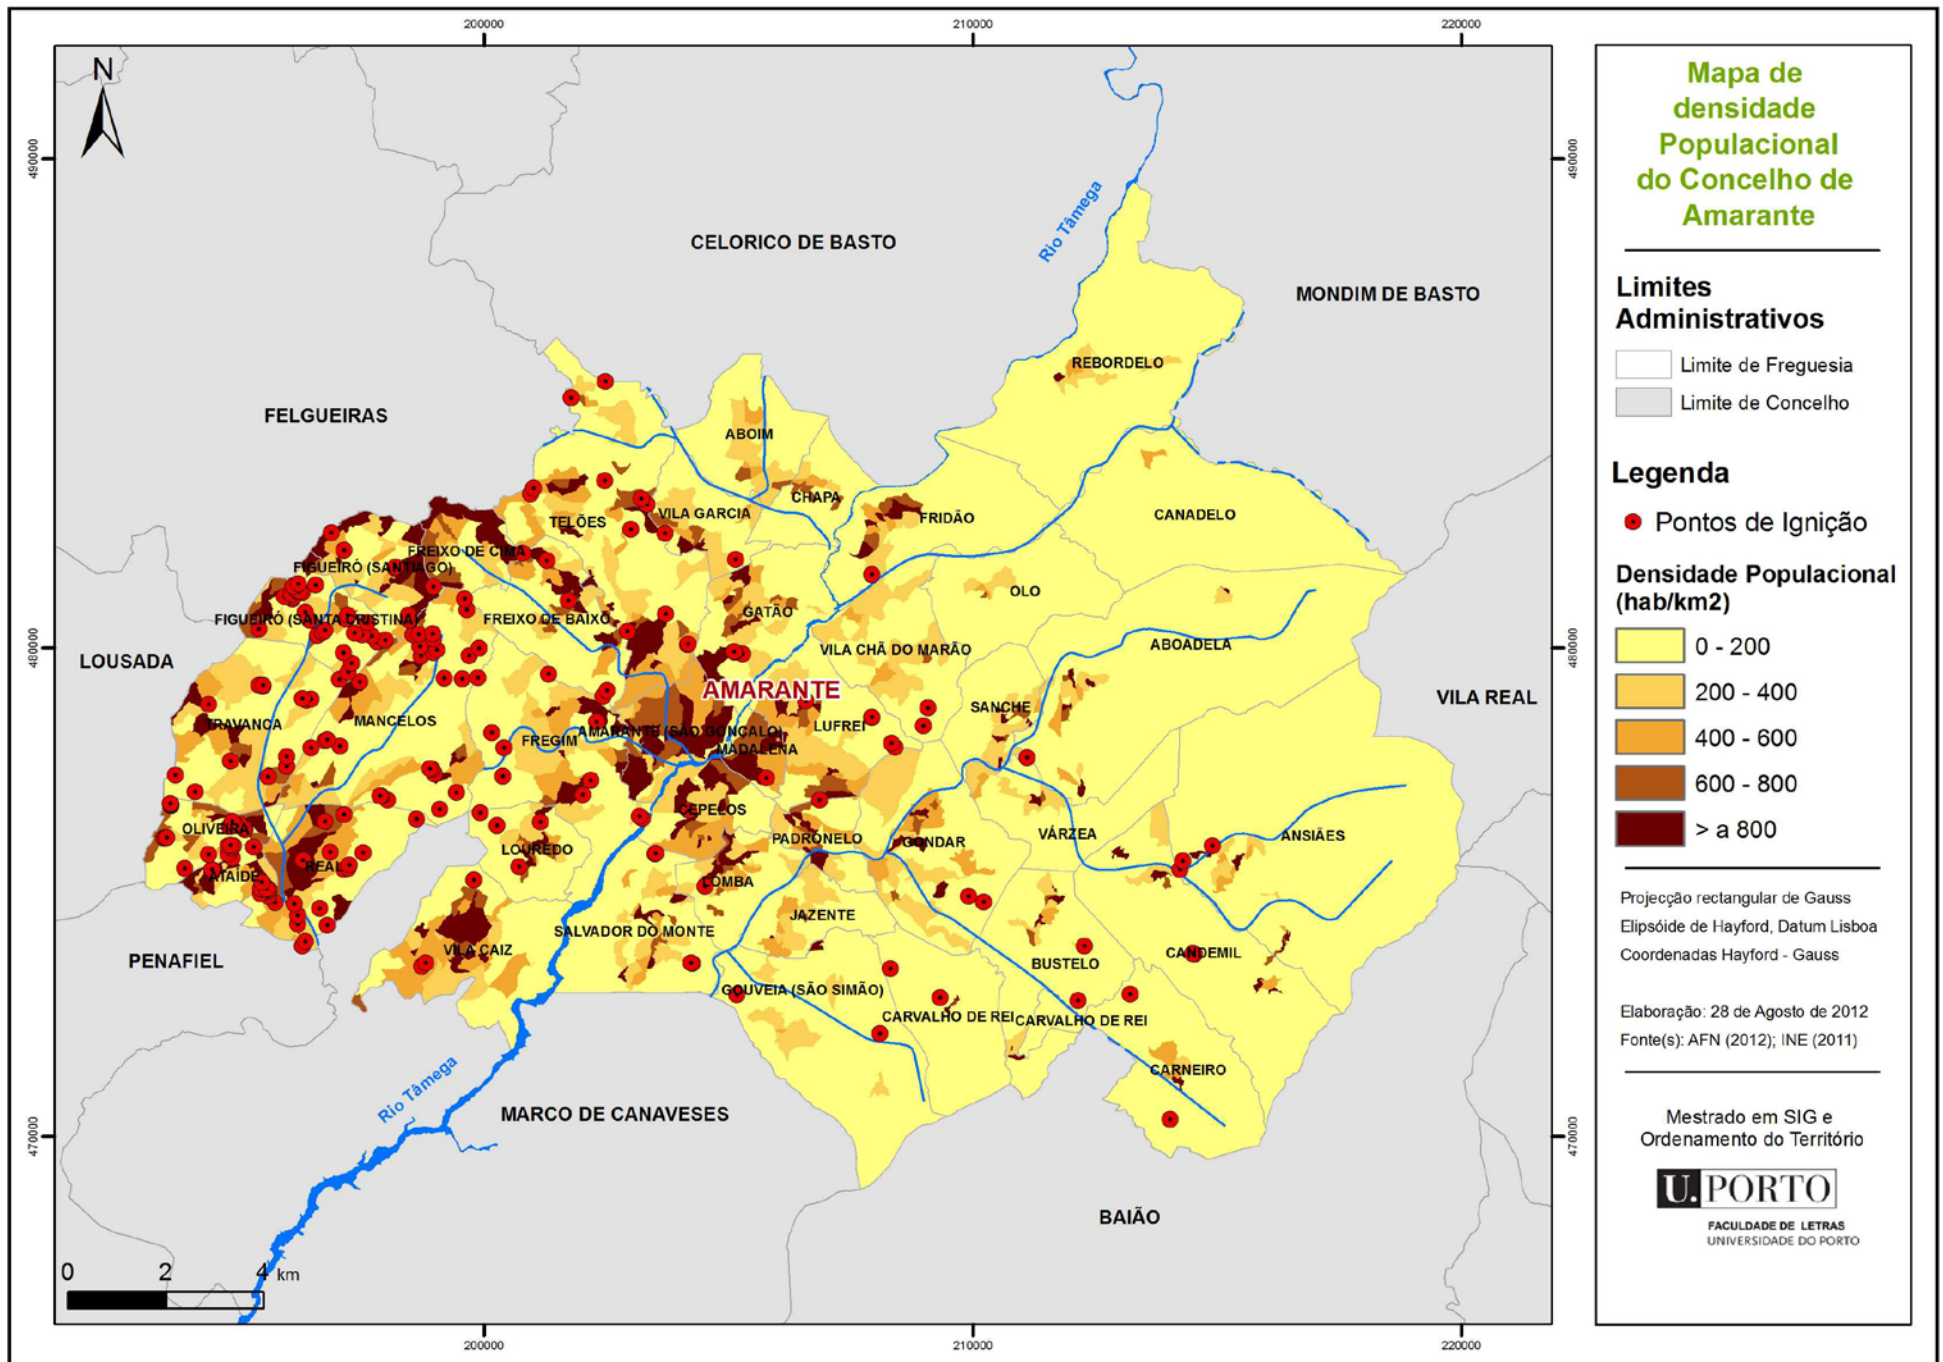 200000
210000
220000
N
490000
490000
Rio Tâmega
CELORICO DE BASTO
MONDIM DE BASTO
REBORDELO
FELGUEIRAS
ABOIM
CHAPA
FRIDÃO
CANADELO
VILA GARCIA
TELÕES
FREIXO DE CIMA
FIGUEIRÓ (SANTIAGO)
OLO
GATÃO
FIGUEIRÓ (SANTA CRISTINA)
FREIXO DE BAIXO
480000
480000
LOUSADA
VILA CHÃ DO MARÃO
ABOADELA
AMARANTE
VILA REAL
SANCHE
TRAVANCA
MANCELOS
LUFREI
FREGIM
AMARANTE (SÃO GONÇALO)
MADALENA
CEPELOS
OLIVEIRA
PADRONELO
GONDAR
VÁRZEA
ANSIÃES
LOUREDO
REAL
ATAÍDE
LOMBA
JAZENTE
SALVADOR DO MONTE
VILA CAIZ
PENAFIEL
BUSTELO
CANDEMIL
GOUVEIA (SÃO SIMÃO)
CARVALHO DE REI
CARVALHO DE REI
CARNEIRO
Rio Tâmega
MARCO DE CANAVESES
470000
470000
BAIÃO
0 2 4 km
200000
210000
220000
Mapa de
densidade
Populacional
do Concelho de
Amarante
Limites
Administrativos
Limite de Freguesia
Limite de Concelho
Legenda
Pontos de Ignição
Densidade Populacional
(hab/km2)
0 - 200
200 - 400
400 - 600
600 - 800
> a 800
Projecção rectangular de Gauss
Elipsóide de Hayford, Datum Lisboa
Coordenadas Hayford - Gauss
Elaboração: 28 de Agosto de 2012
Fonte(s): AFN (2012); INE (2011)
Mestrado em SIG e
Ordenamento do Território
U. PORTO
FACULDADE DE LETRAS
UNIVERSIDADE DO PORTO